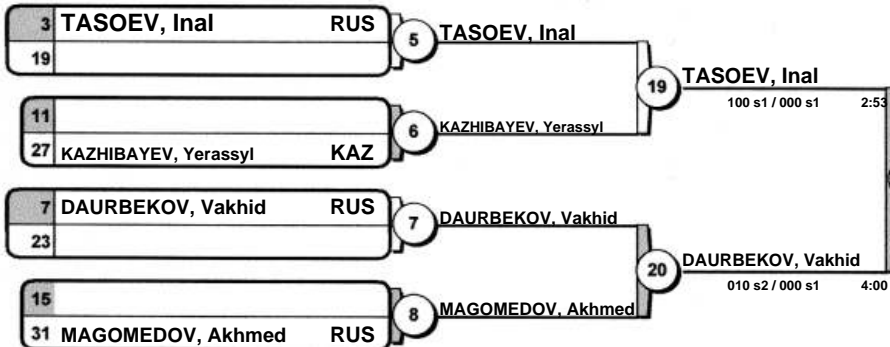 3 TASOEV, Inal RUS
19
5
TASOEV, Inal
11
27 KAZHIBAYEV, Yerassyl KAZ
6
KAZHIBAYEV, Yerassyl
19
TASOEV, Inal
100 s1 / 000 s1 2:53
7 DAURBEKOV, Vakhid RUS
23
7
DAURBEKOV, Vakhid
15
31 MAGOMEDOV, Akhmed RUS
8
MAGOMEDOV, Akhmed
20
DAURBEKOV, Vakhid
010 s2 / 000 s1 4:00